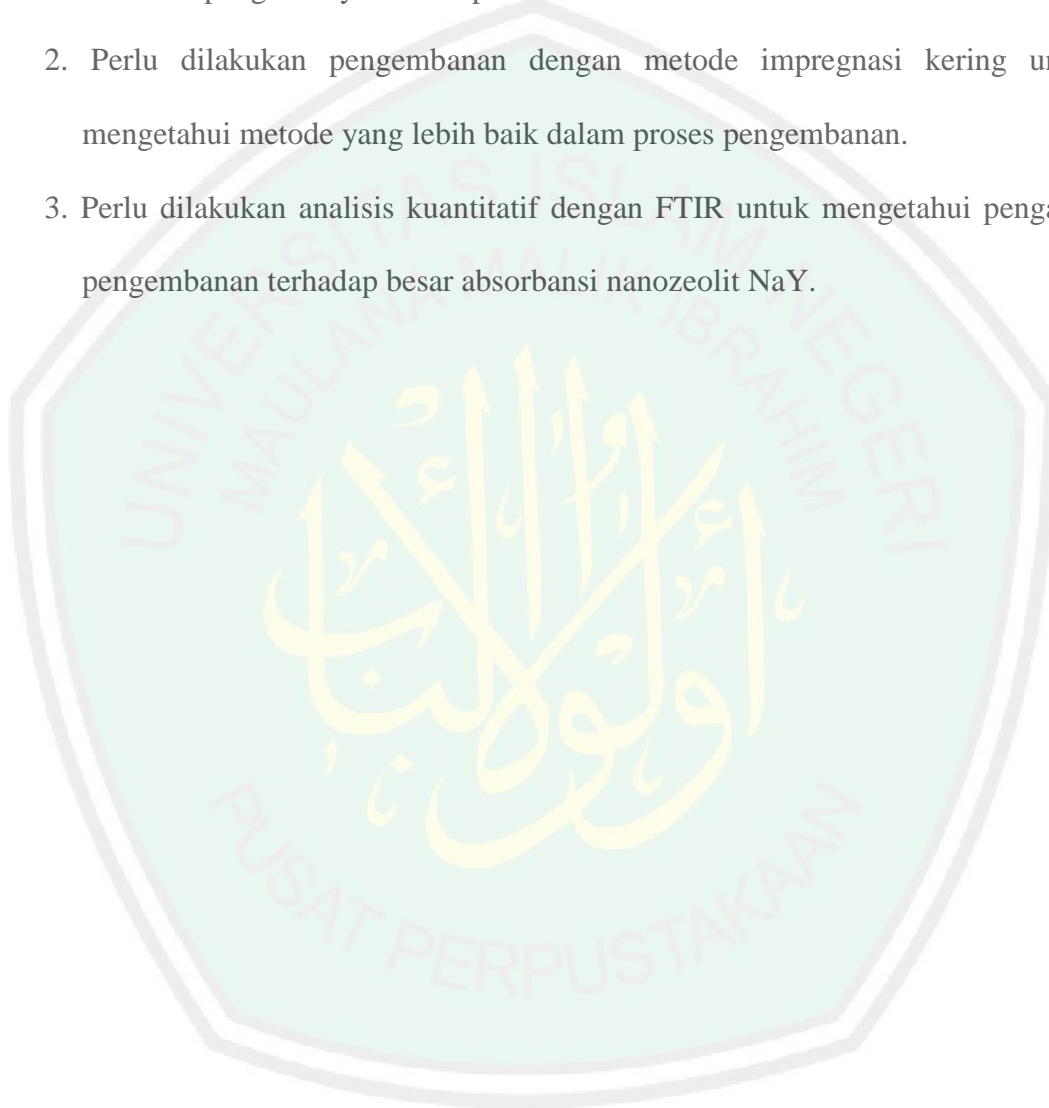 2. Perlu dilakukan pengembanan dengan metode impregnasi kering
mengetahui metode yang lebih baik dalam proses pengembanan.
3. Perlu dilakukan analisis kuantitatif dengan FTIR untuk mengetahui
pengembanan terhadap besar absorbansi nanozeolit NaY.
UNIVERSITAS ISLAM NEGERI
MAULANA MALIK IBRAHIM
PUSAT PERPUSTAKAAN